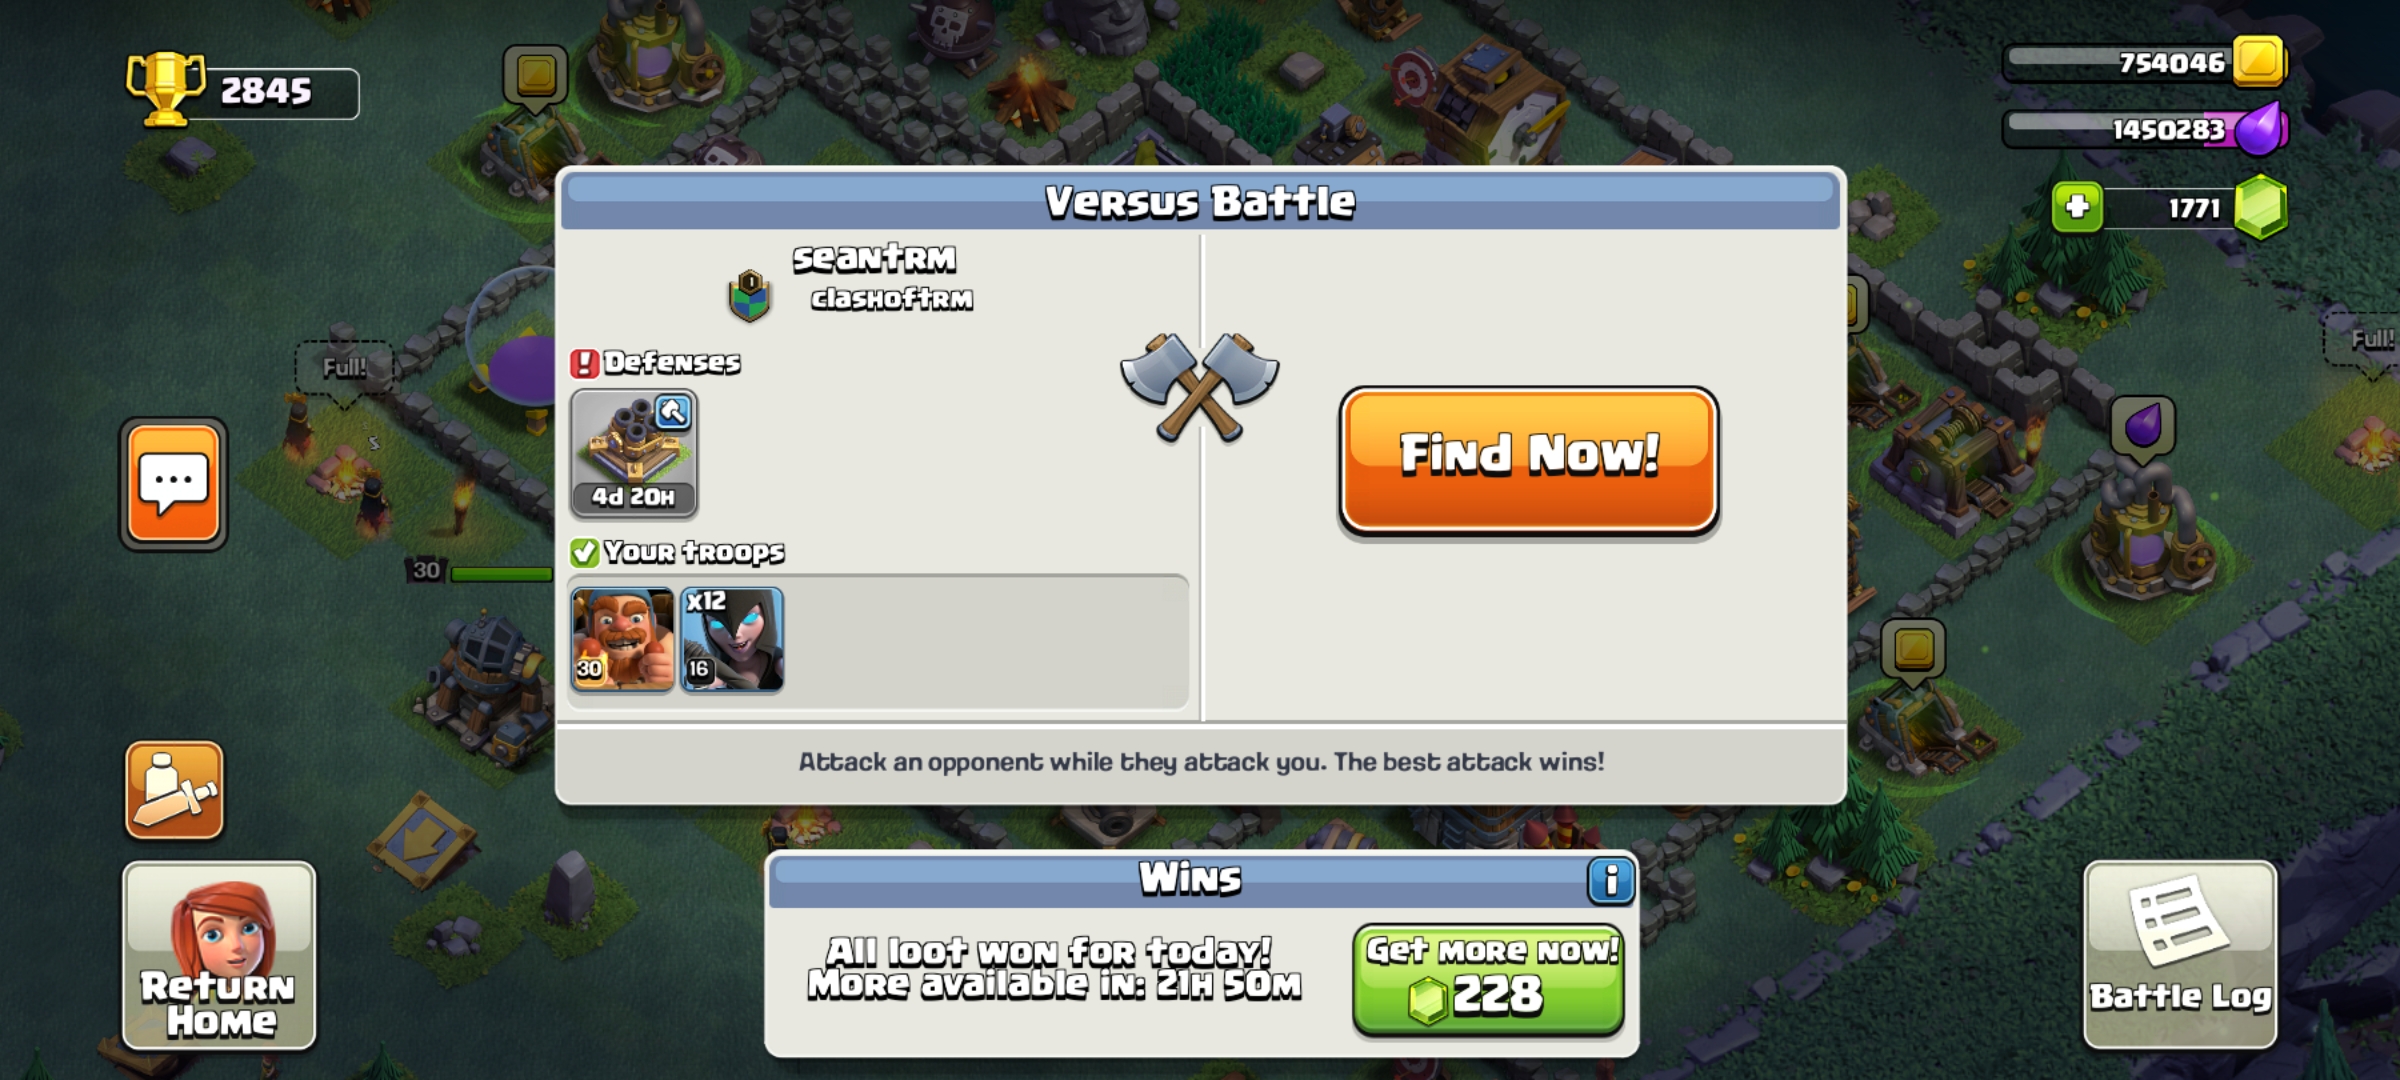 2845
754046
1450283
1771
Versus Battle
seantrm
clashoftrm
Defenses
4d 20H
Find Now!
Your troops
30
x12
16
Attack an opponent while they attack you. The best attack wins!
Full!
Full!
30
Wins
All loot won for today!
More available in: 21H 50M
Get more now!
228
Return
Home
Battle Log